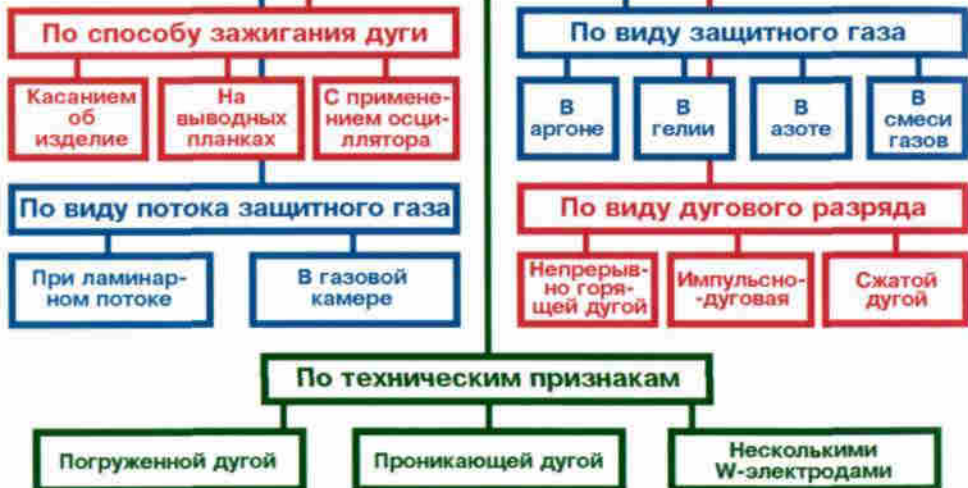 По способу зажигания дуги
Касанием
об
изделие
На
выводных
планках
С примене-
нием осци-
ллятора
По виду защитного газа
В
аргоне
В
гелии
В
азоте
В
смеси
газов
По виду потока защитного газа
При ламинар-
ном потоке
В газовой
камере
По виду дугового разряда
Непрерыв-
но горя-
щей дугой
Импульсно-
-дуговая
Сжатой
дугой
По техническим признакам
Погруженной дугой
Проникающей дугой
Несколькими
W-электродами